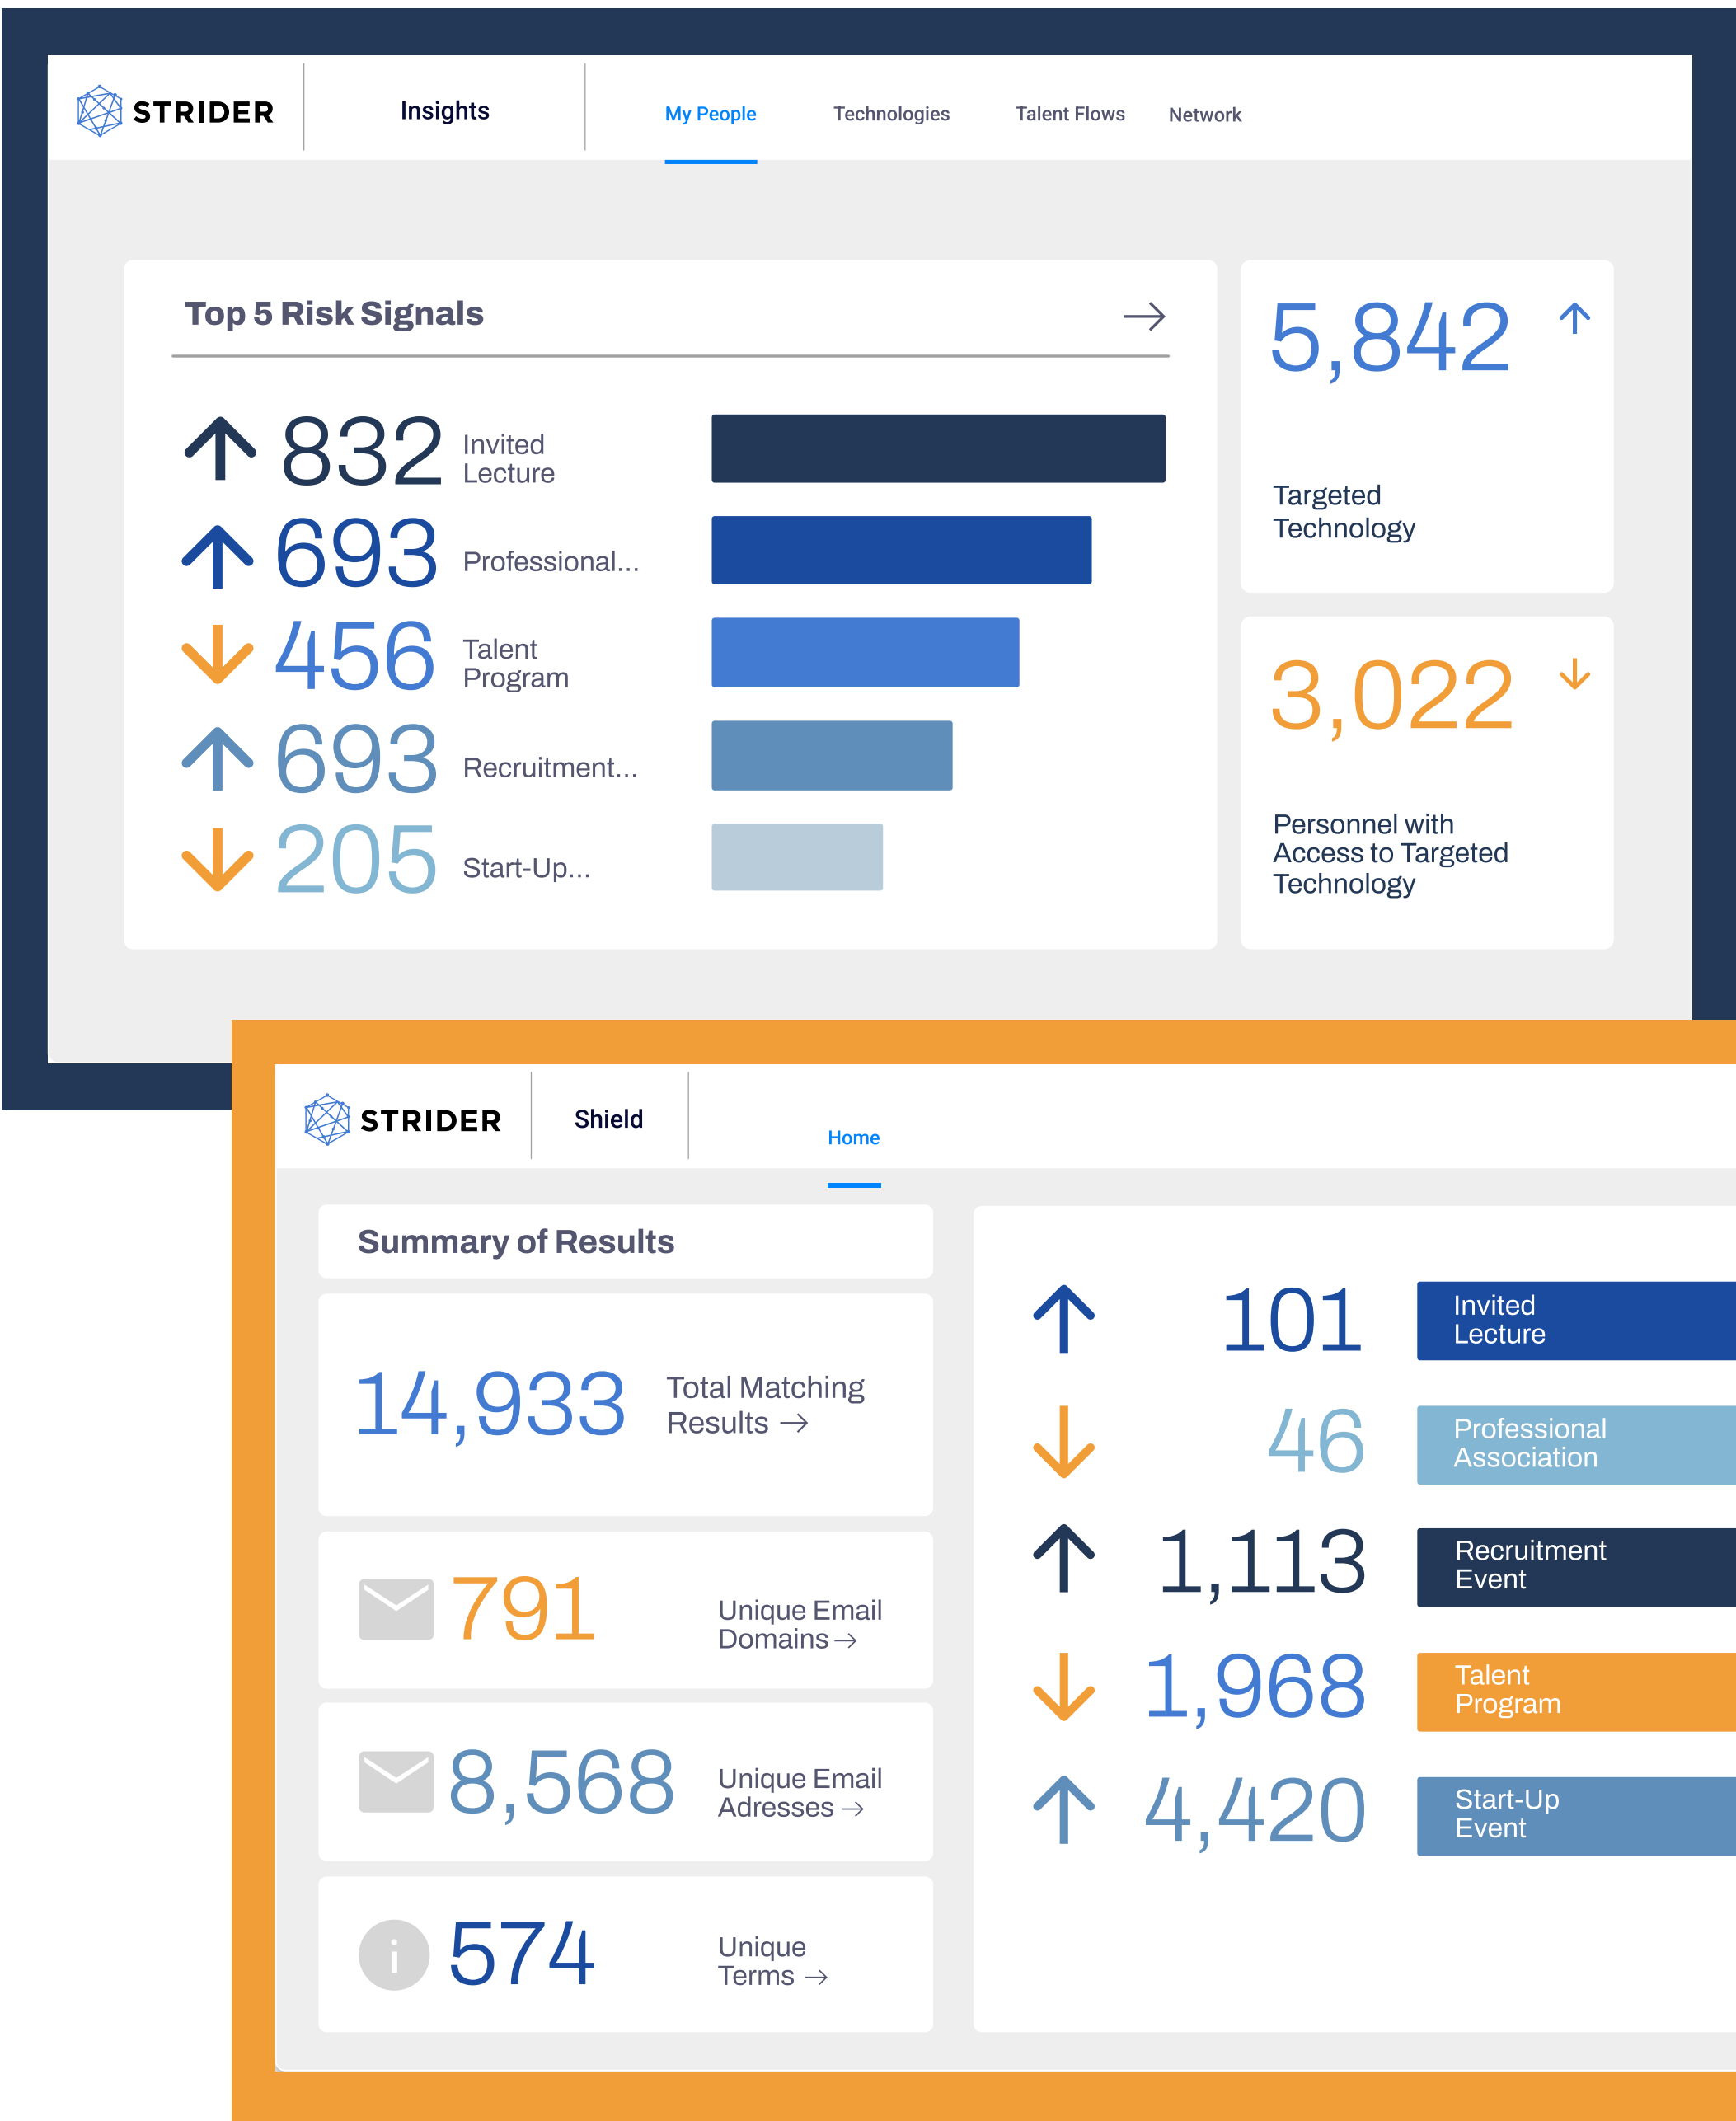 STRIDER
Insights
My People
Technologies
Talent Flows
Network
Top 5 Risk Signals
832
Invited
Lecture
693
Professional...
456
Talent
Program
693
Recruitment...
205
Start-Up...
5,842
Targeted
Technology
3,022
Personnel with
Access to Targeted
Technology
STRIDER
Shield
Home
Summary of Results
14,933
Total Matching
Results →
791
Unique Email
Domains →
8,568
Unique Email
Adresses →
574
Unique
Terms →
101
Invited
Lecture
46
Professional
Association
1,113
Recruitment
Event
1,968
Talent
Program
4,420
Start-Up
Event